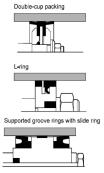 Double-cup packing
L-ring
Supported groove rings with slide ring